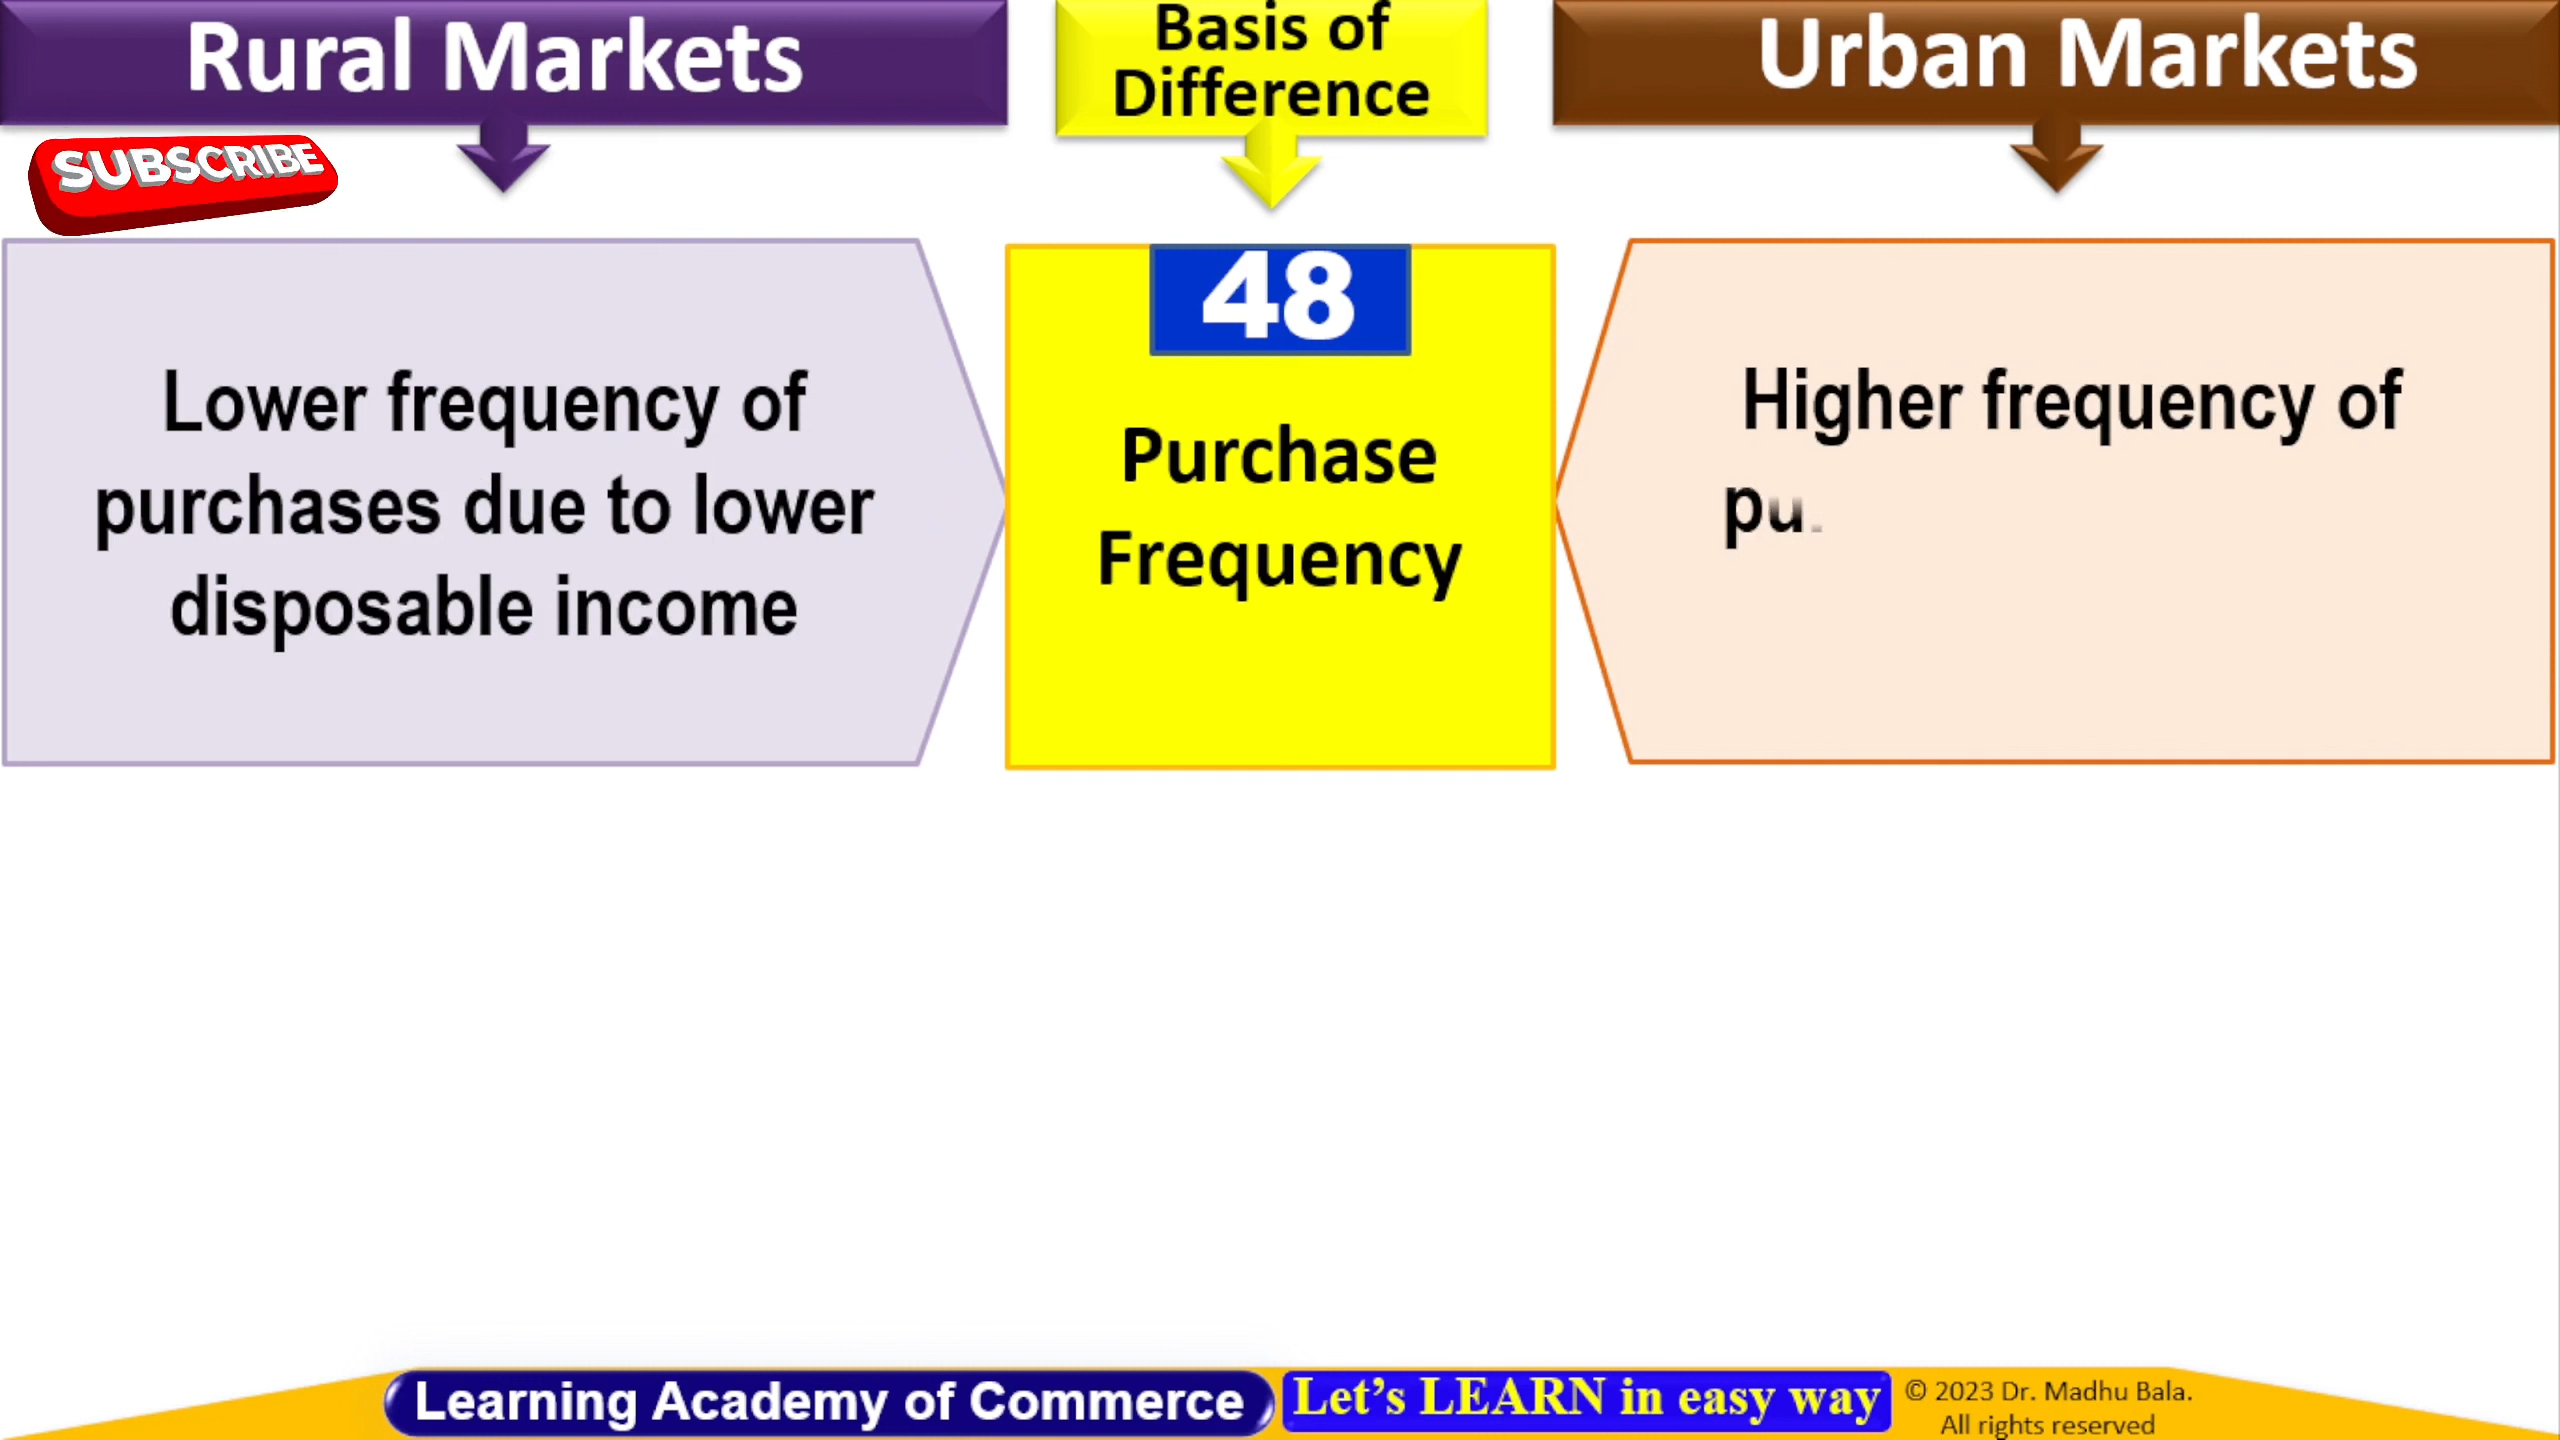 Rural Markets
Basis of
Difference
Urban Markets
SUBSCRIBE
Lower frequency of
purchases due to lower
disposable income
48
Purchase
Frequency
Higher frequency of
pu
Learning Academy of Commerce
Let's LEARN in easy way
© 2023 Dr. Madhu Bala.
All rights reserved